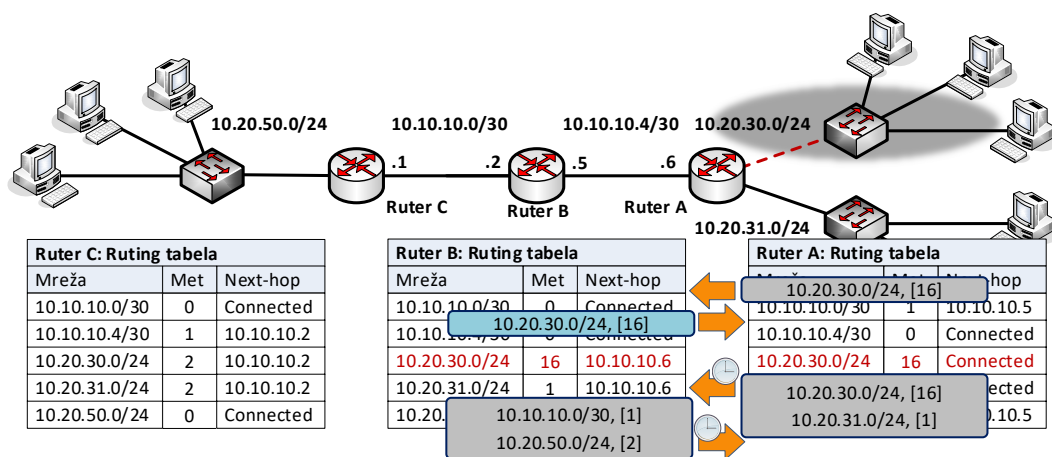 10.20.50.0/24 10.10.10.0/30 10.10.10.4/30 10.20.30.0/24
.1 .2 .5 .6
Ruter C Ruter B Ruter A
10.20.31.0/24
Ruter C: Ruting tabela
Mreža Met Next-hop
10.10.10.0/30 0 Connected
10.10.10.4/30 1 10.10.10.2
10.20.30.0/24 2 10.10.10.2
10.20.31.0/24 2 10.10.10.2
10.20.50.0/24 0 Connected
Ruter B: Ruting tabela
Mreža Met Next-hop
10.10.10.0/30 0 Connected
10.20.30.0/24, [16]
10.20.30.0/24 16 10.10.10.6
10.20.31.0/24 1 10.10.10.6
10.10.10.0/30, [1]
10.20.50.0/24, [2]
Ruter A: Ruting tabela
Mreža Met Next-hop
10.20.30.0/24, [16]
10.10.10.0/30 1 10.10.10.5
10.10.10.4/30 0 Connected
10.20.30.0/24 16 Connected
10.20.30.0/24, [16]
10.20.31.0/24, [1]